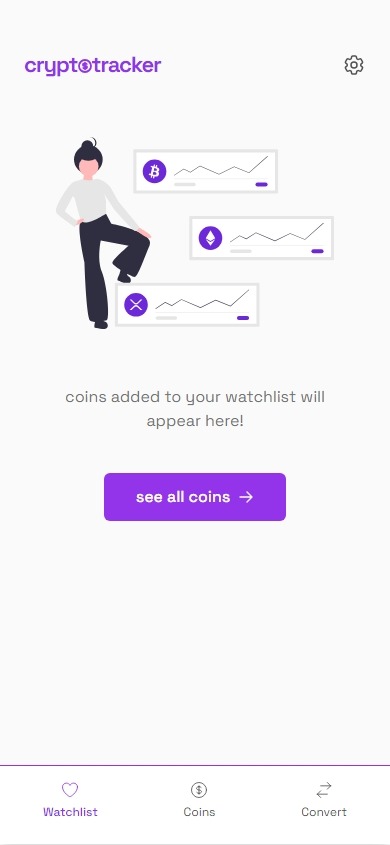 cryptotracker
coins added to your watchlist will
appear here!
see all coins →
Watchlist
Coins
Convert